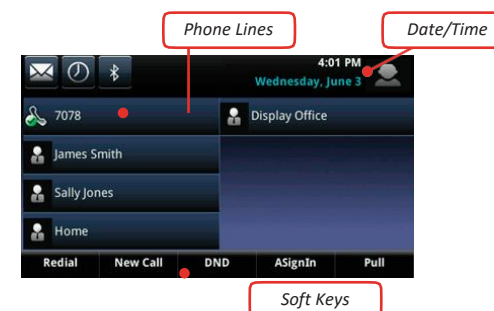 Phone Lines
Date/Time
4:01 PM
Wednesday, June 3
7078
Display Office
James Smith
Sally Jones
Home
Redial New Call DND ASignIn Pull
Soft Keys